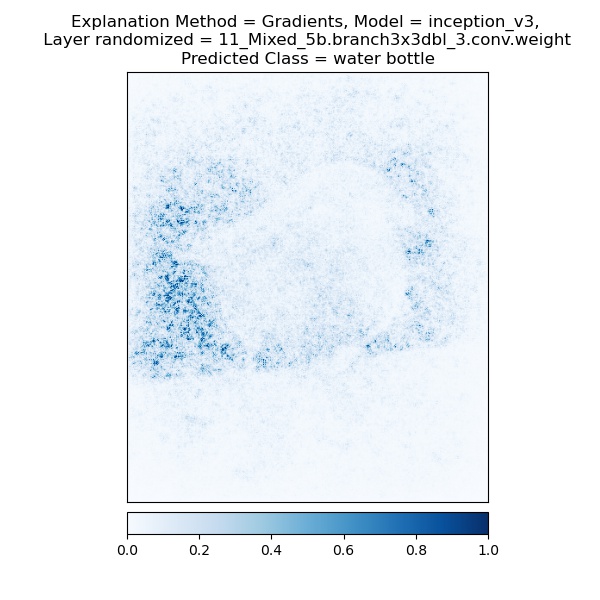 Explanation Method = Gradients, Model = inception_v3,
Layer randomized = 11_Mixed_5b.branch3x3dbl_3.conv.weight
Predicted Class = water bottle
0.0 0.2 0.4 0.6 0.8 1.0